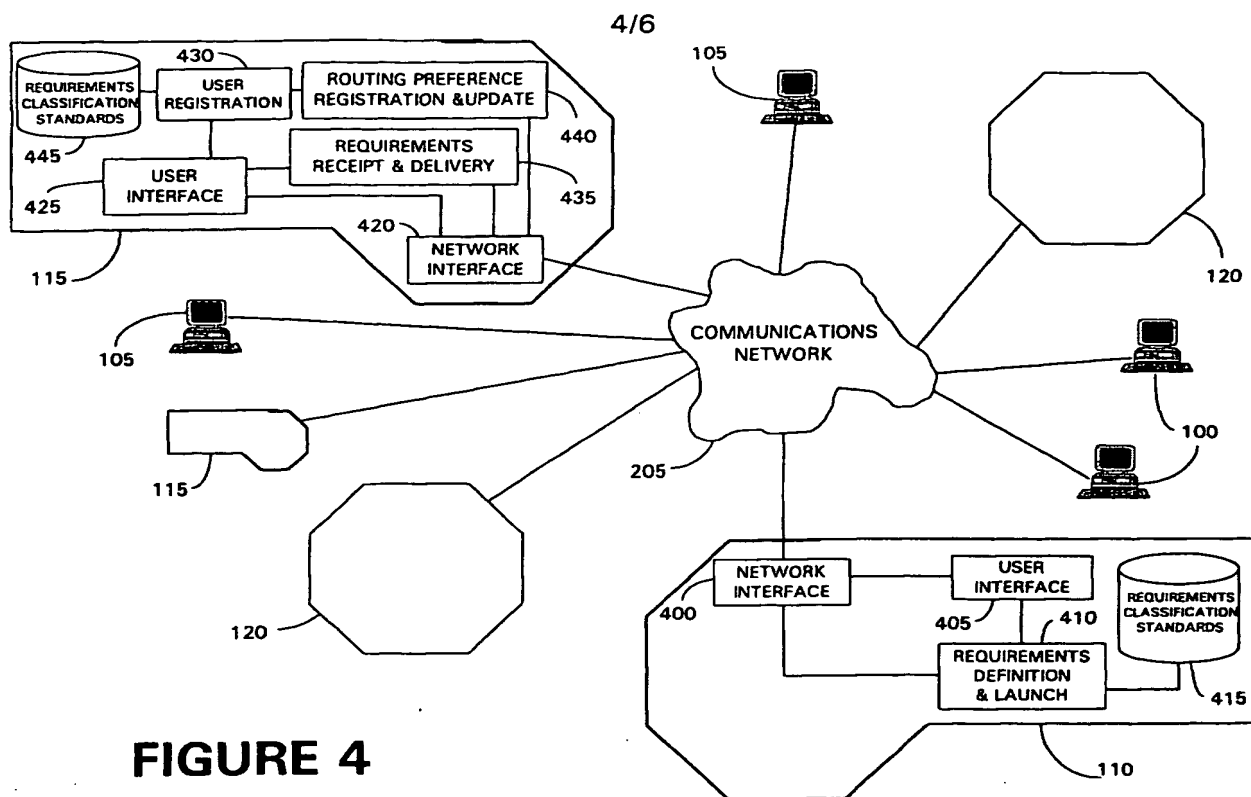 4/6
430
105
REQUIREMENTS
CLASSIFICATION
STANDARDS
USER
REGISTRATION
ROUTING PREFERENCE
REGISTRATION &UPDATE
445
440
REQUIREMENTS
RECEIPT & DELIVERY
425
USER
INTERFACE
435
420
NETWORK
INTERFACE
115
120
105
COMMUNICATIONS
NETWORK
100
115
205
NETWORK
INTERFACE
USER
INTERFACE
400
405
410
REQUIREMENTS
CLASSIFICATION
STANDARDS
120
REQUIREMENTS
DEFINITION
& LAUNCH
415
FIGURE 4
110